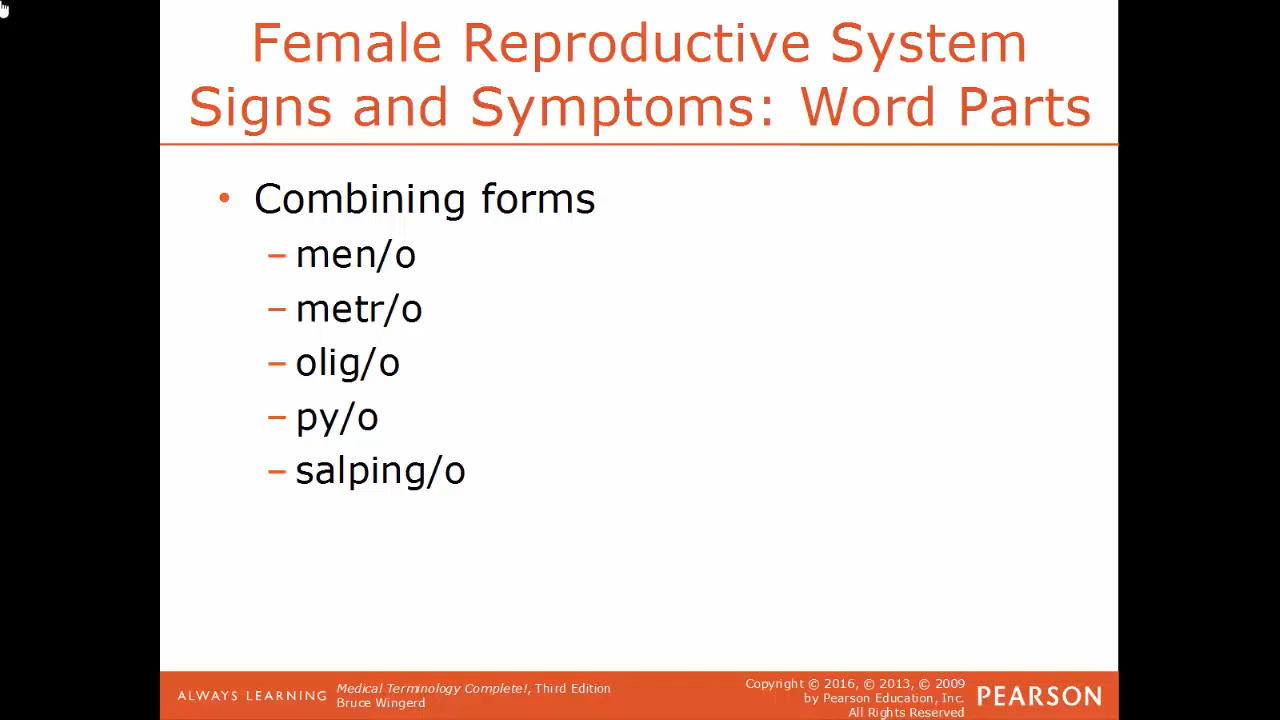 Female Reproductive System
Signs and Symptoms: Word Parts
• Combining forms
– men/o
– metr/o
– olig/o
– py/o
– salping/o
ALWAYS LEARNING
Medical Terminology Complete!, Third Edition
Bruce Wingerd
Copyright © 2016, © 2013, © 2009
by Pearson Education, Inc.
All Rights Reserved
PEARSON